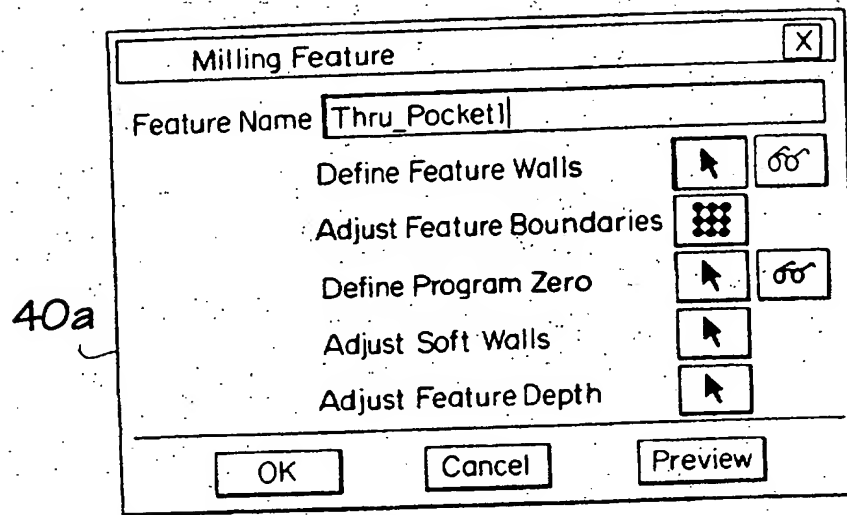 Milling Feature X
Feature Name Thru_Pocket1
Define Feature Walls
Adjust Feature Boundaries
Define Program Zero
40a
Adjust Soft Walls
Adjust Feature Depth
OK Cancel Preview